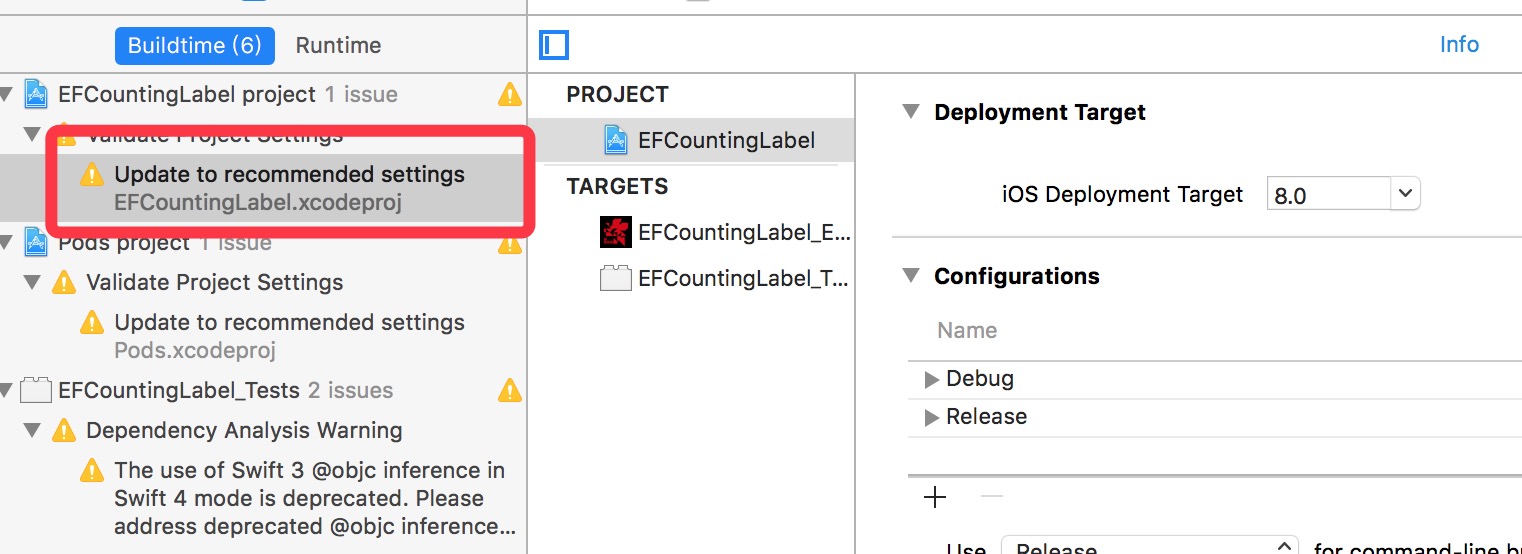 Buildtime (6)
Runtime
Info
EFCountingLabel project 1 issue
Validate Project Settings
Update to recommended settings
EFCountingLabel.xcodeproj
Pods project 1 issue
Validate Project Settings
Update to recommended settings
Pods.xcodeproj
EFCountingLabel_Tests 2 issues
Dependency Analysis Warning
The use of Swift 3 @objc inference in
Swift 4 mode is deprecated. Please
address deprecated @objc inference...
PROJECT
EFCountingLabel
TARGETS
EFCountingLabel_E...
EFCountingLabel_T...
Deployment Target
iOS Deployment Target
8.0
Configurations
Name
Debug
Release
Use Release for command-line b